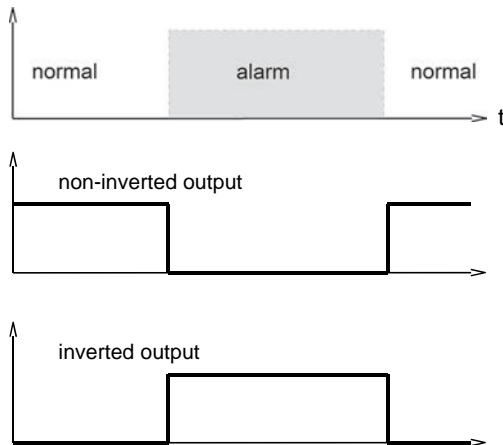 normal alarm normal
t
non-inverted output
inverted output